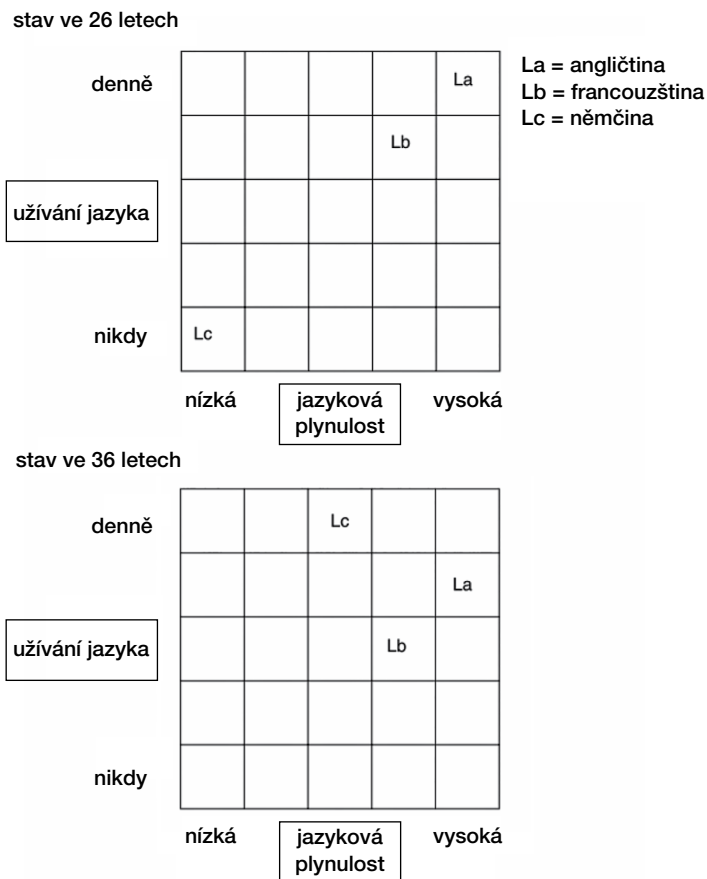 stav ve 26 letech
denně
La
La = angličtina
Lb = francouzština
Lc = němčina
Lb
užívání jazyka
nikdy
Lc
nízká
jazyková
plynulost
vysoká
stav ve 36 letech
denně
Lc
La
užívání jazyka
Lb
nikdy
nízká
jazyková
plynulost
vysoká